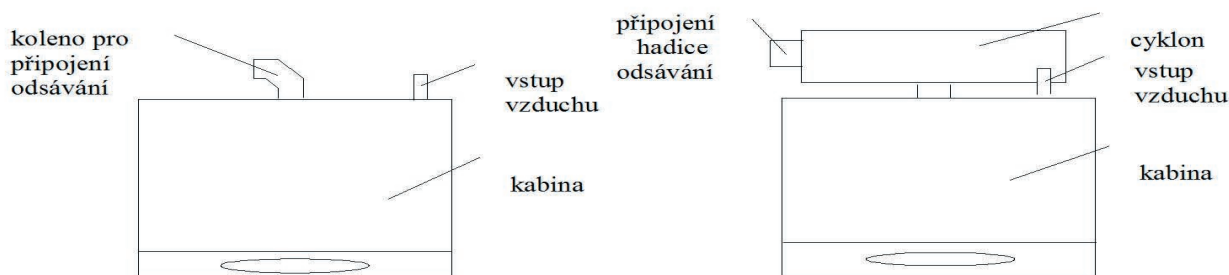 koleno pro
připojení
odsávání
vstup
vzduchu
kabina
připojení
hadice
odsávání
cyklon
vstup
vzduchu
kabina